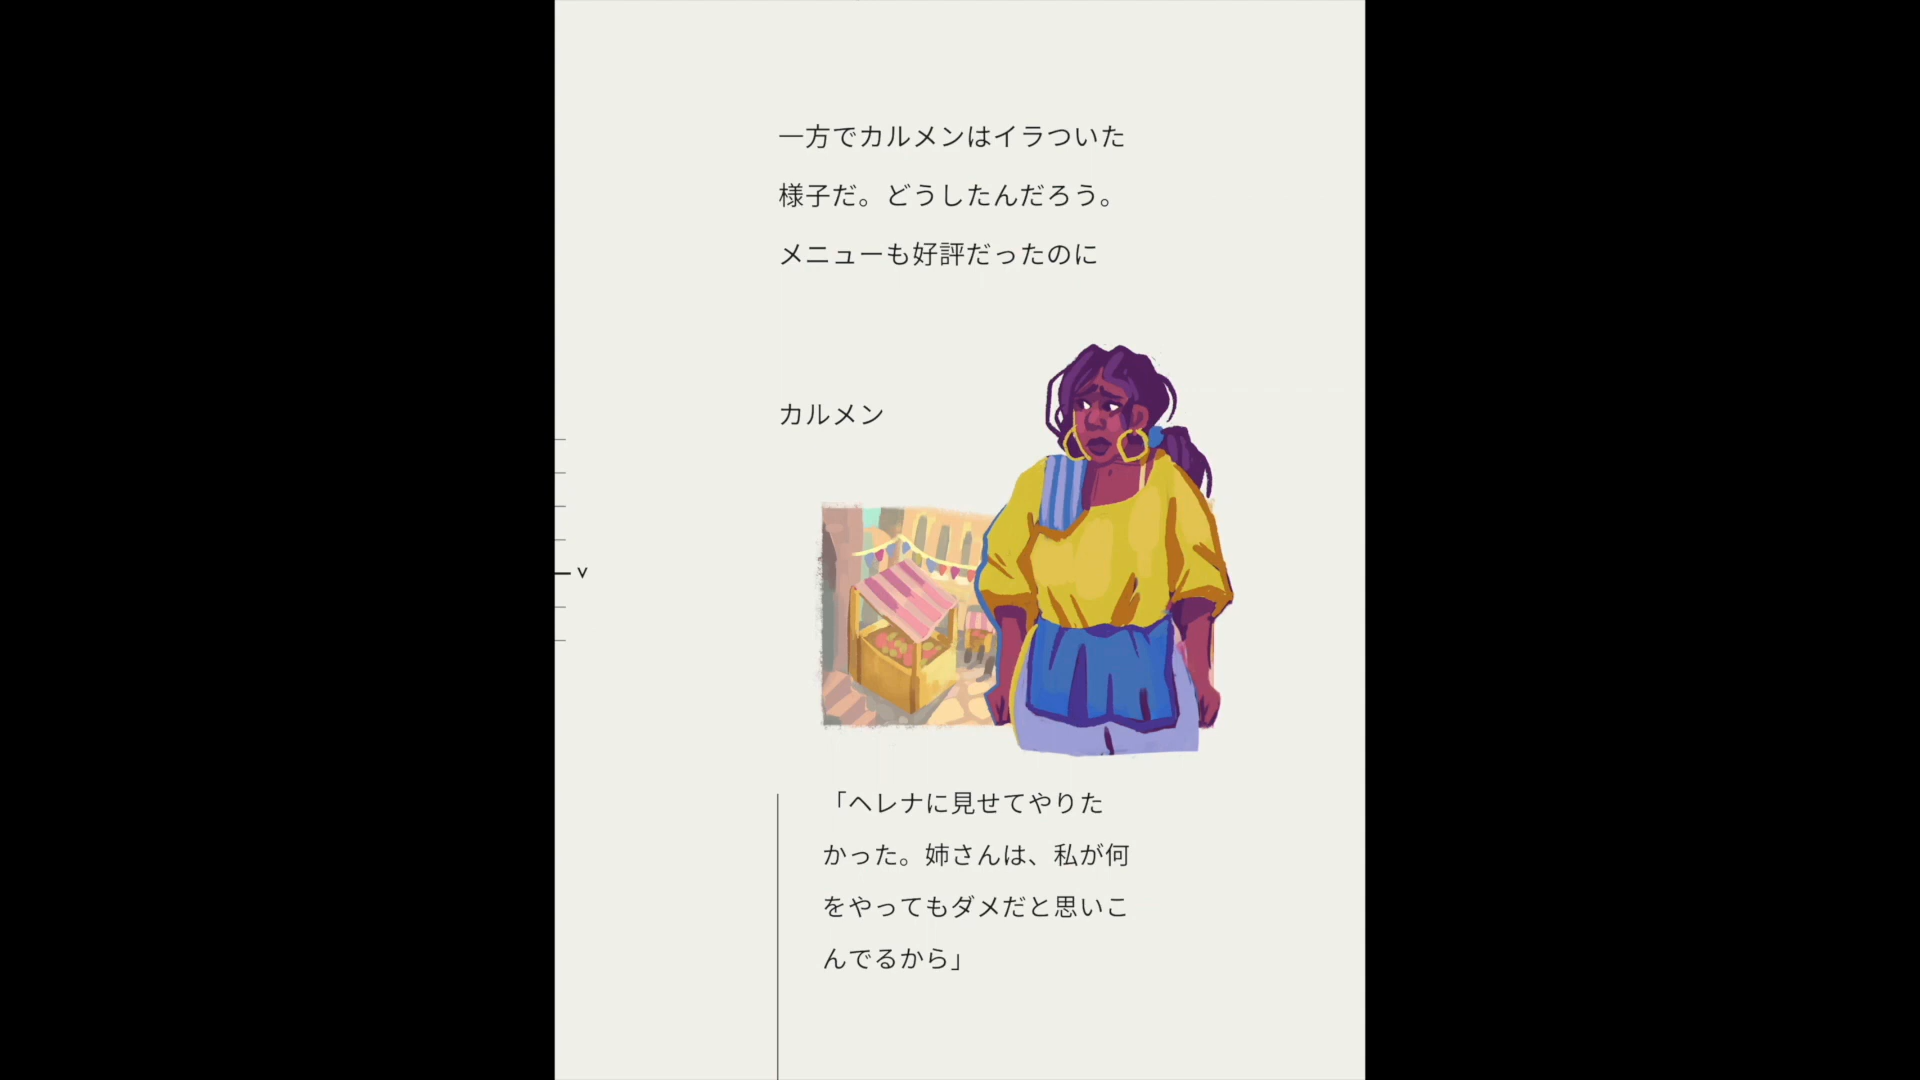 一方でカルメンはイラついた
様子だ。どうしたんだろう。
メニューも好評だったのに
カルメン
「ヘレナに見せてやりた
かった。姉さんは、私が何
をやってもダメだと思いこ
んでるから」